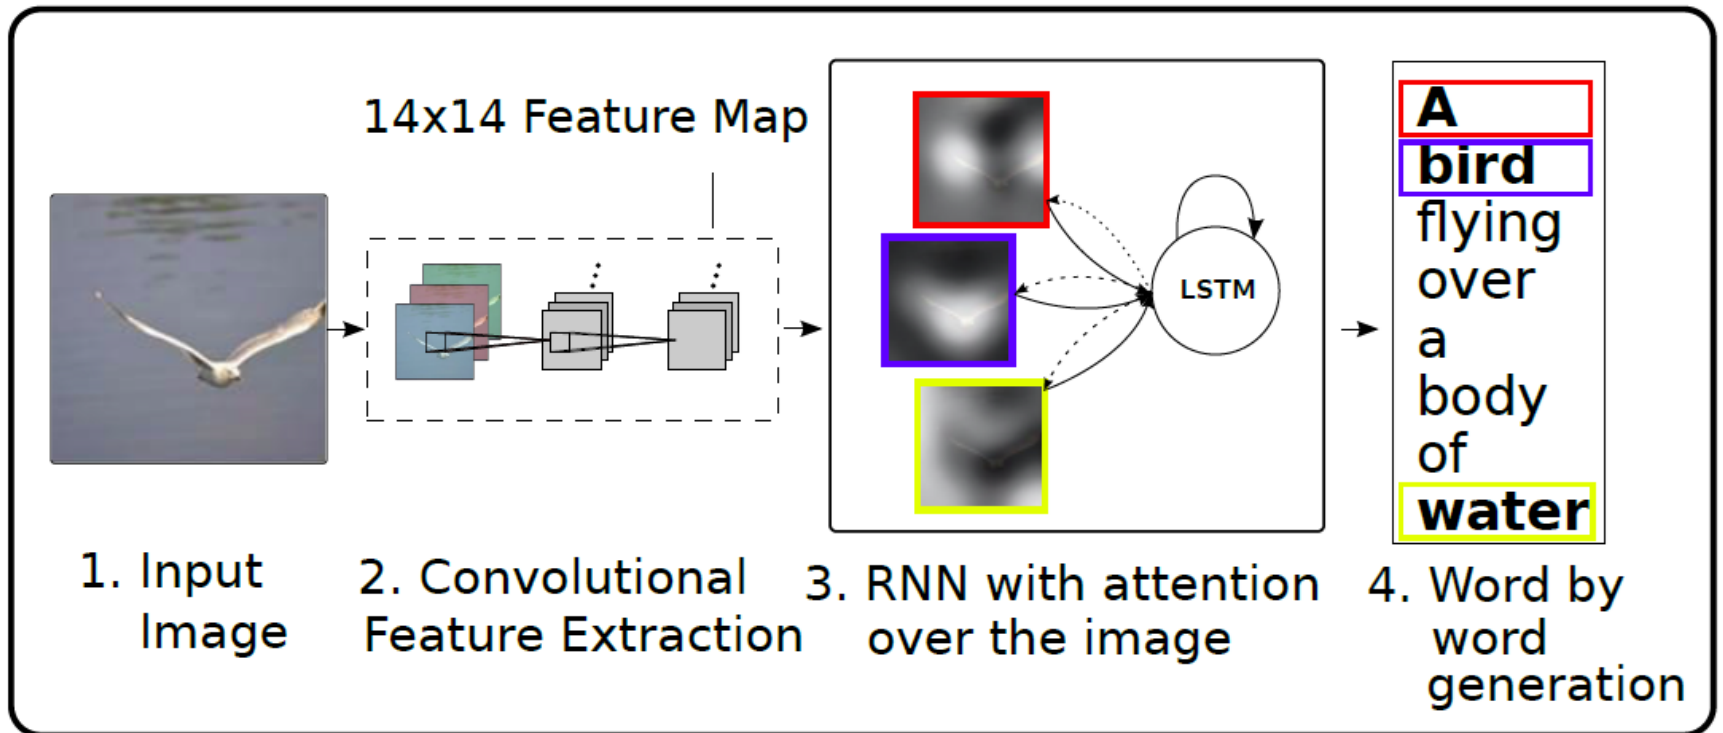 14x14 Feature Map
LSTM
A
bird
flying
over
a
body
of
water
1. Input
Image
2. Convolutional
Feature Extraction
3. RNN with attention
over the image
4. Word by
word
generation